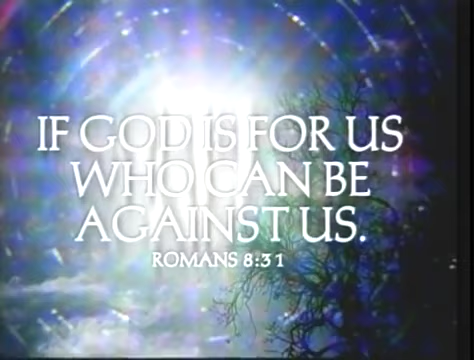 IF GOD IS FOR US
WHO CAN BE
AGAINST US.
ROMANS 8:31